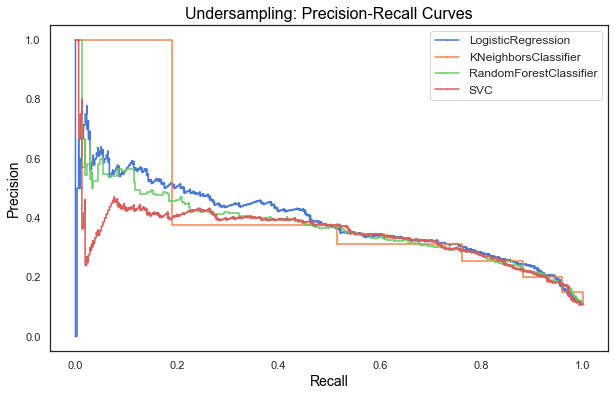 Undersampling: Precision-Recall Curves
LogisticRegression
KNeighborsClassifier
RandomForestClassifier
SVC
Precision
1.0
0.8
0.6
0.4
0.2
0.0
0.0 0.2 0.4 0.6 0.8 1.0
Recall